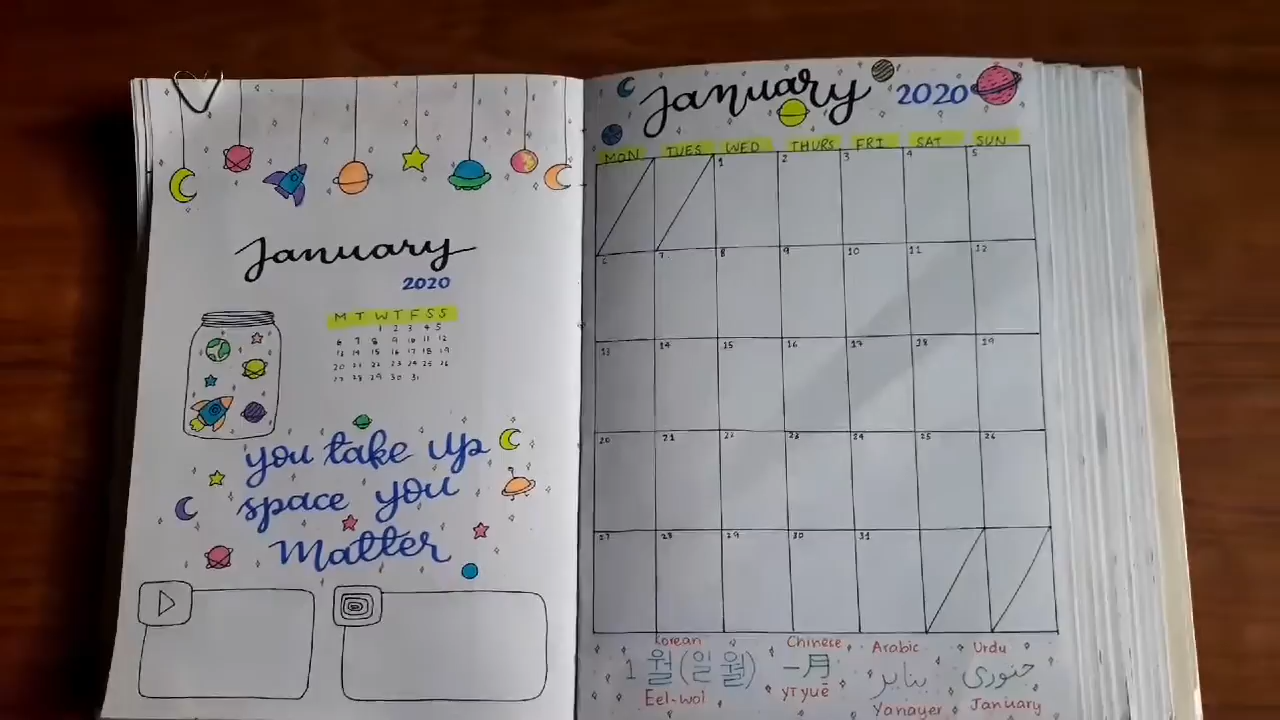 January
2020
M T W T F S S
1 2 3 4 5
6 7 8 9 10 11 12
13 14 15 16 17 18 19
20 21 22 23 24 25 26
27 28 29 30 31
you take up
space you
matter
January 2020
MON TUES WED THURS FRI SAT SUN
1 2 3 4 5
6 7 8 9 10 11 12
13 14 15 16 17 18 19
20 21 22 23 24 25 26
27 28 29 30 31
Korean Chinese Arabic Urdu
1월(일월) 一月 يناير جنوری
Eel-wol yī yuè Yanayer January